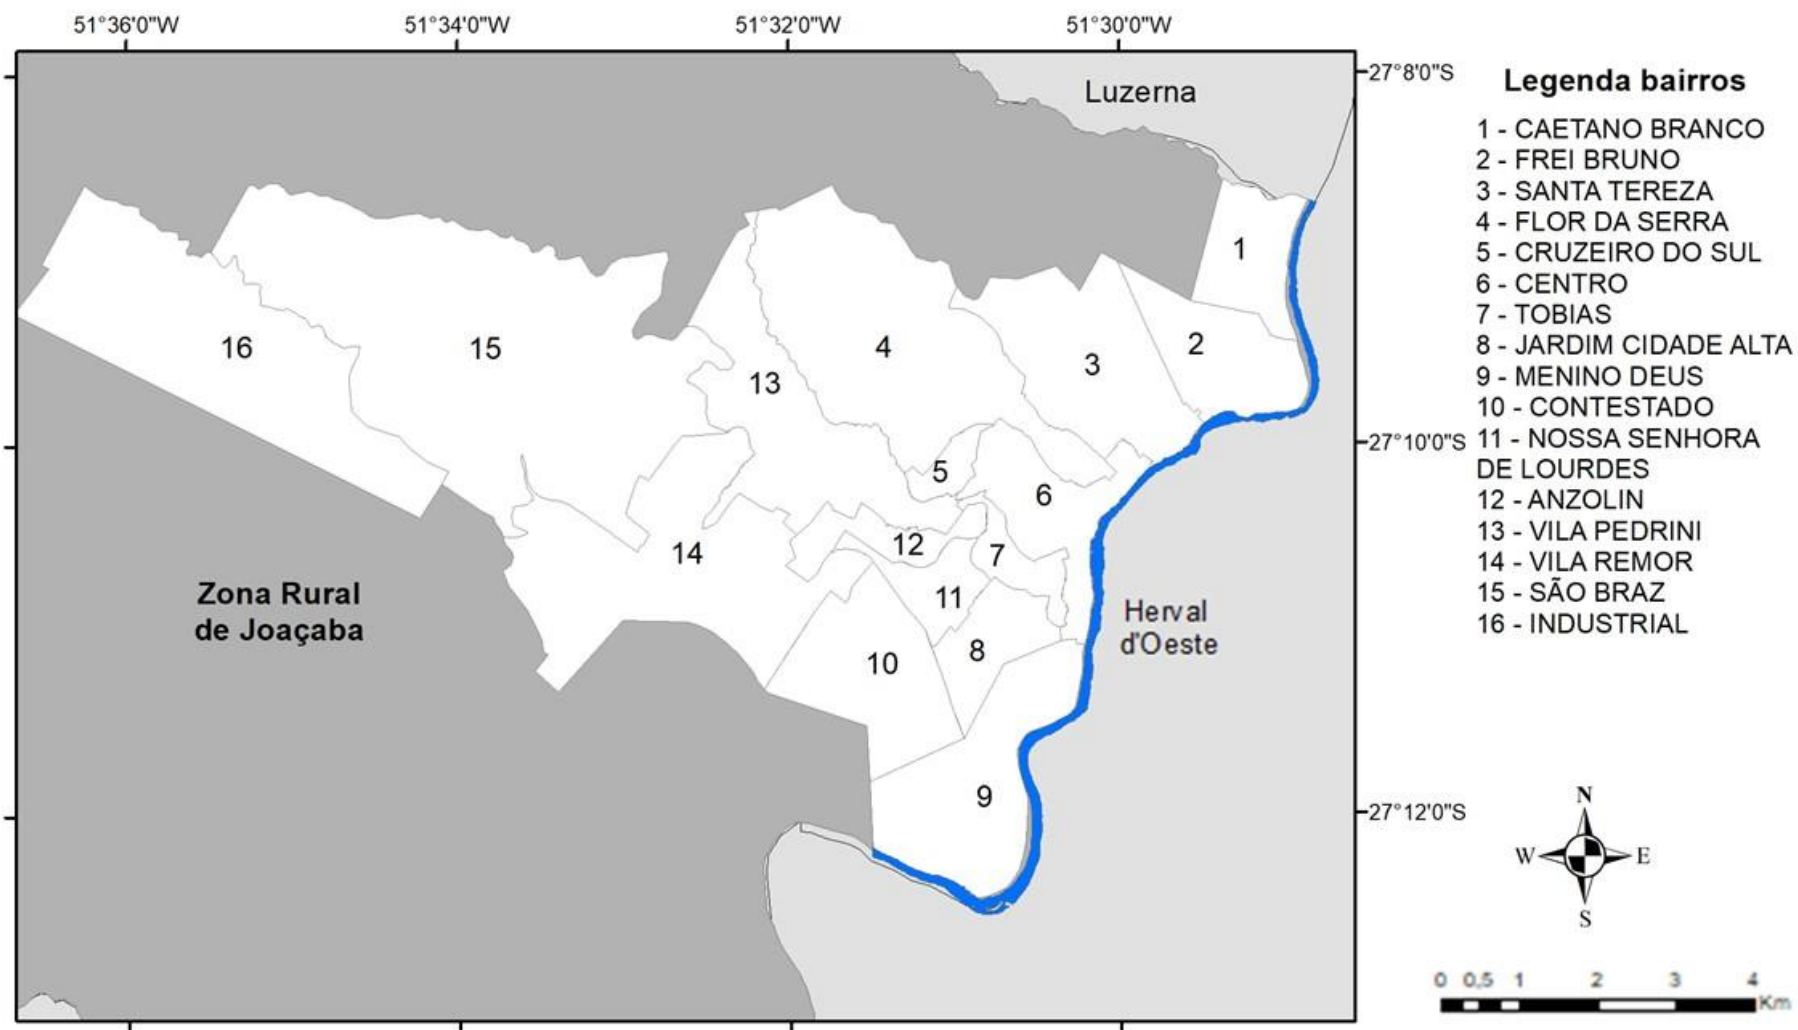 51°36'0"W
51°34'0"W
51°32'0"W
51°30'0"W
27°8'0"S
Luzerna
Legenda bairros
1 - CAETANO BRANCO
2 - FREI BRUNO
3 - SANTA TEREZA
4 - FLOR DA SERRA
5 - CRUZEIRO DO SUL
6 - CENTRO
7 - TOBIAS
8 - JARDIM CIDADE ALTA
9 - MENINO DEUS
10 - CONTESTADO
11 - NOSSA SENHORA
DE LOURDES
12 - ANZOLIN
13 - VILA PEDRINI
14 - VILA REMOR
15 - SÃO BRAZ
16 - INDUSTRIAL
1
2
3
4
16
15
13
27°10'0"S
5
6
12
7
14
11
Zona Rural
de Joaçaba
Herval
d'Oeste
8
10
9
27°12'0"S
N
W
E
S
0 0,5 1 2 3 4
Km